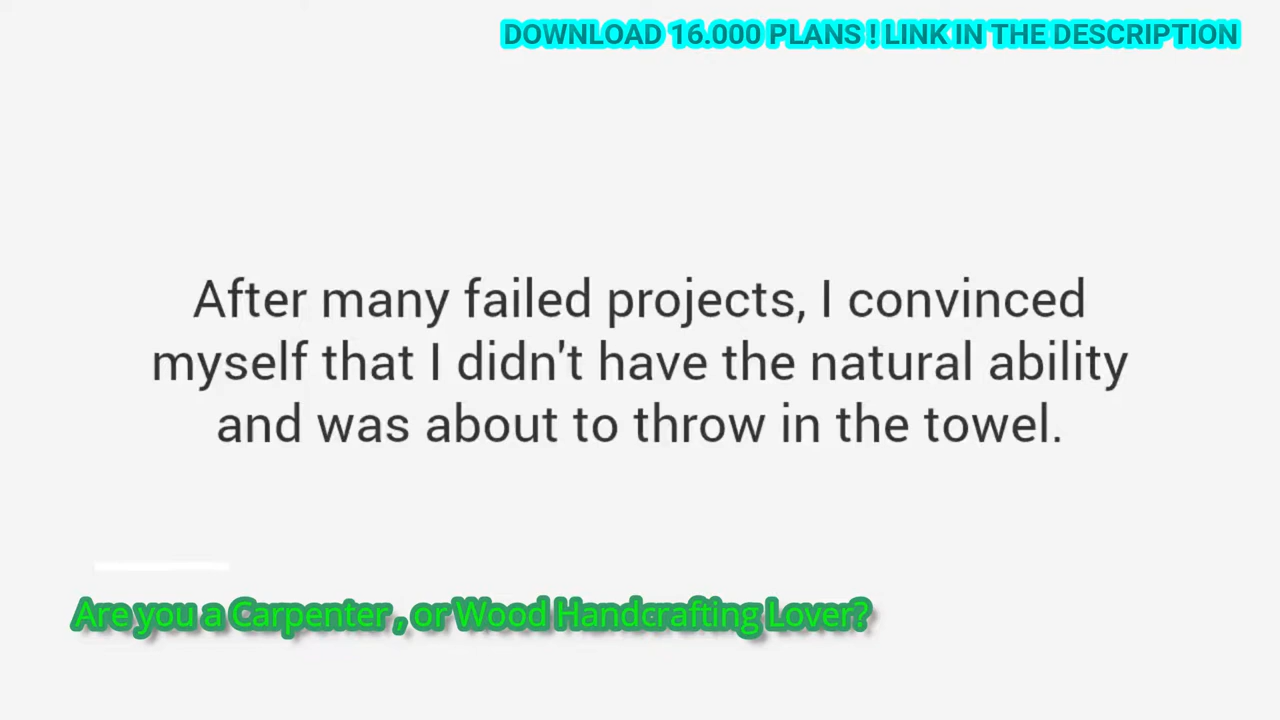 DOWNLOAD 16.000 PLANS ! LINK IN THE DESCRIPTION
After many failed projects, I convinced
myself that I didn't have the natural ability
and was about to throw in the towel.
Are you a Carpenter , or Wood Handcrafting Lover?